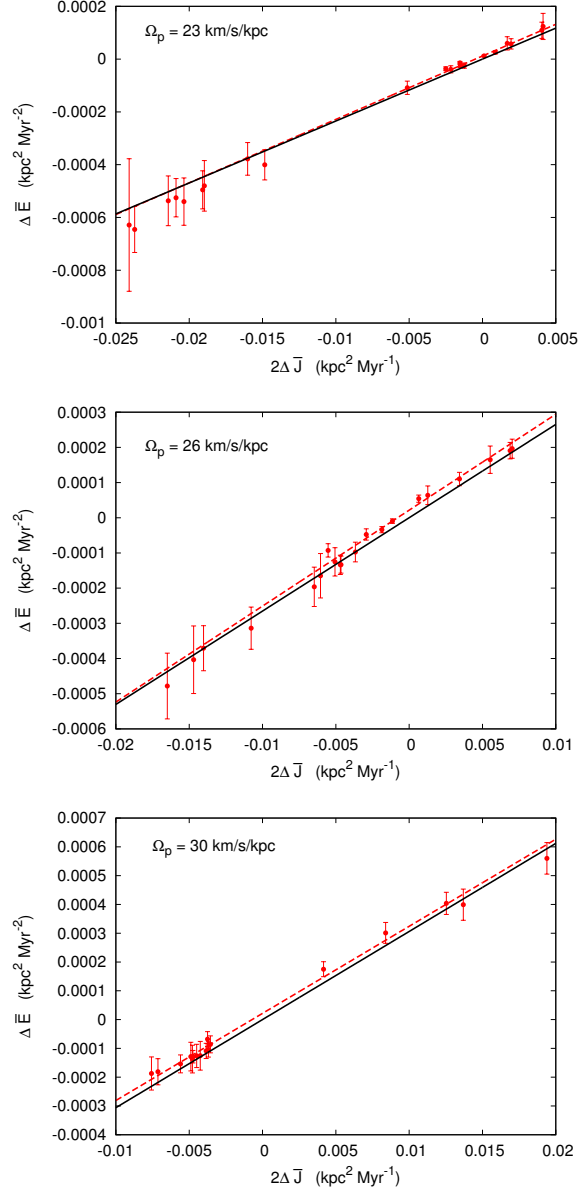 0.0002
0
-0.0002
-0.0004
-0.0006
-0.0008
-0.001
Ωp = 23 km/s/kpc
Δ E̅ (kpc² Myr⁻²)
-0.025 -0.02 -0.015 -0.01 -0.005 0 0.005
2Δ J̅ (kpc² Myr⁻¹)
0.0003
0.0002
0.0001
0
-0.0001
-0.0002
-0.0003
-0.0004
-0.0005
-0.0006
Ωp = 26 km/s/kpc
Δ E̅ (kpc² Myr⁻²)
-0.02 -0.015 -0.01 -0.005 0 0.005 0.01
2Δ J̅ (kpc² Myr⁻¹)
0.0007
0.0006
0.0005
0.0004
0.0003
0.0002
0.0001
0
-0.0001
-0.0002
-0.0003
-0.0004
Ωp = 30 km/s/kpc
Δ E̅ (kpc² Myr⁻²)
-0.01 -0.005 0 0.005 0.01 0.015 0.02
2Δ J̅ (kpc² Myr⁻¹)